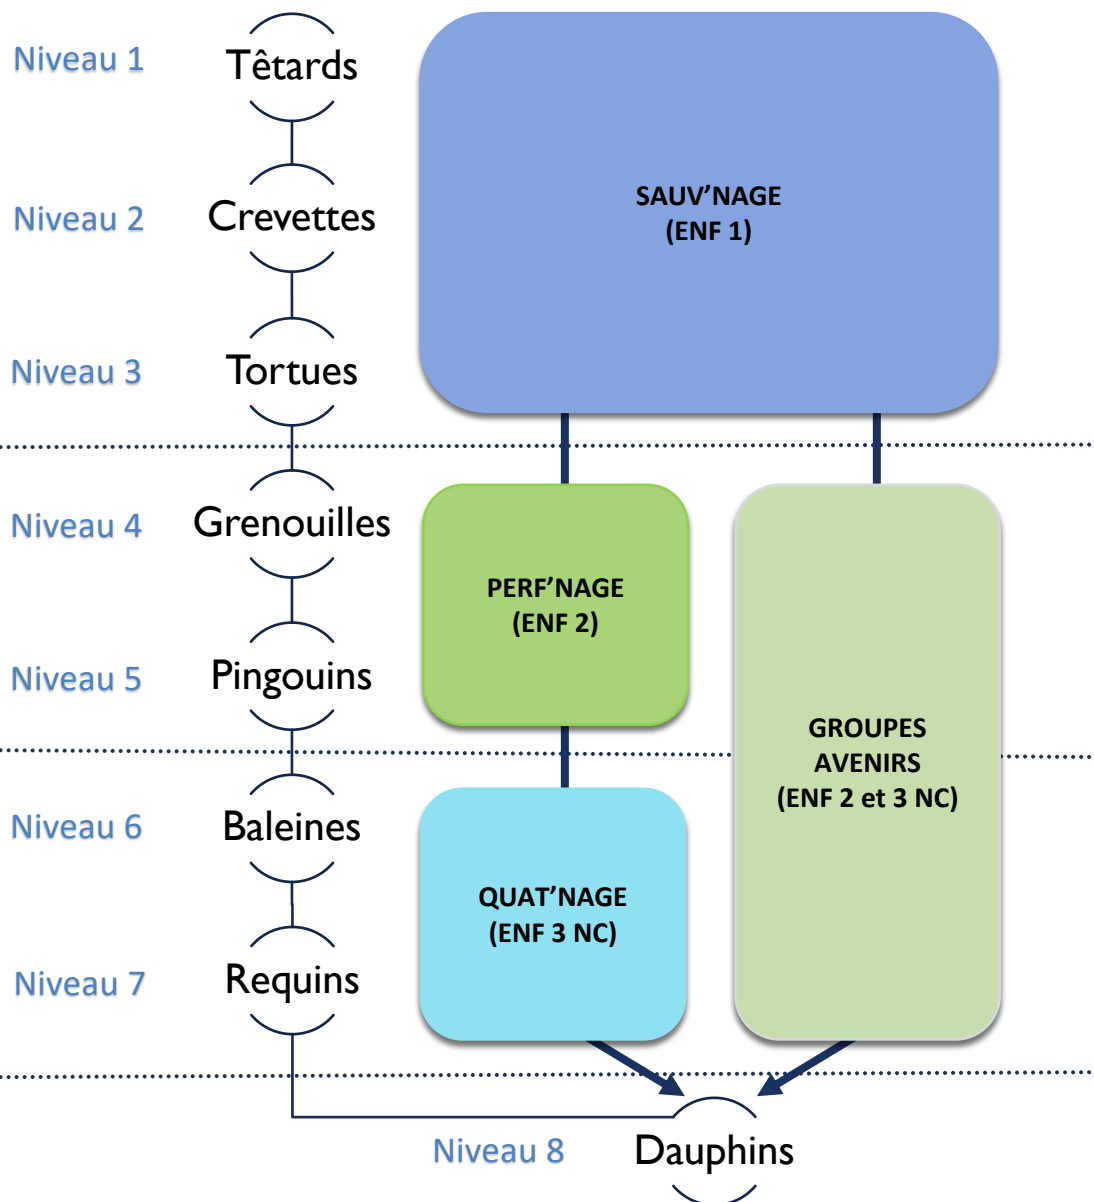 Niveau 1
Têtards
Niveau 2
Crevettes
SAUV’NAGE
(ENF 1)
Niveau 3
Tortues
Niveau 4
Grenouilles
PERF’NAGE
(ENF 2)
Niveau 5
Pingouins
GROUPES
AVENIRS
(ENF 2 et 3 NC)
Niveau 6
Baleines
QUAT’NAGE
(ENF 3 NC)
Niveau 7
Requins
Niveau 8
Dauphins